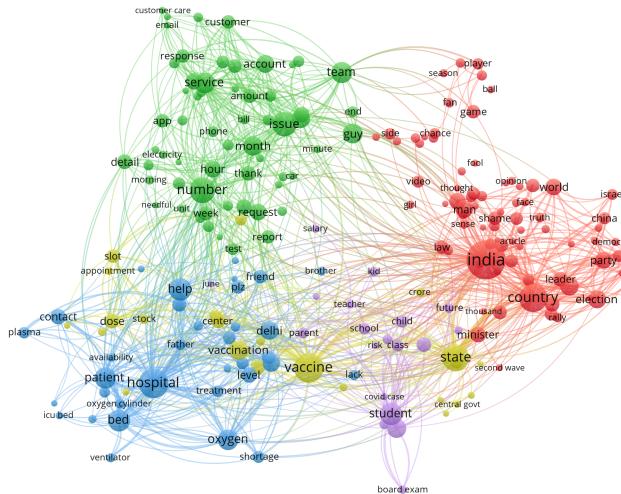 customer care
email
customer
response
account
team
player
season
ball
service
amount
fan
game
app
bill
issue
end
phone
guy
side
chance
minute
month
detail
electricity
hour
thank
fool
morning
car
video
thought
opinion
world
israe
number
man
face
needful
unit
week
request
girl
sense
shame
truth
china
salary
article
democ
test
report
law
slot
india
party
appointment
help
june
plz
friend
brother
kid
leader
crore
country
election
contact
dose
stock
center
teacher
future
thousand
rally
plasma
delhi
parent
school
child
minister
father
vaccination
risk
class
availability
state
patient
hospital
level
vaccine
lack
second wave
treatment
oxygen cylinder
covid case
central govt
icu bed
bed
student
oxygen
ventilator
shortage
board exam